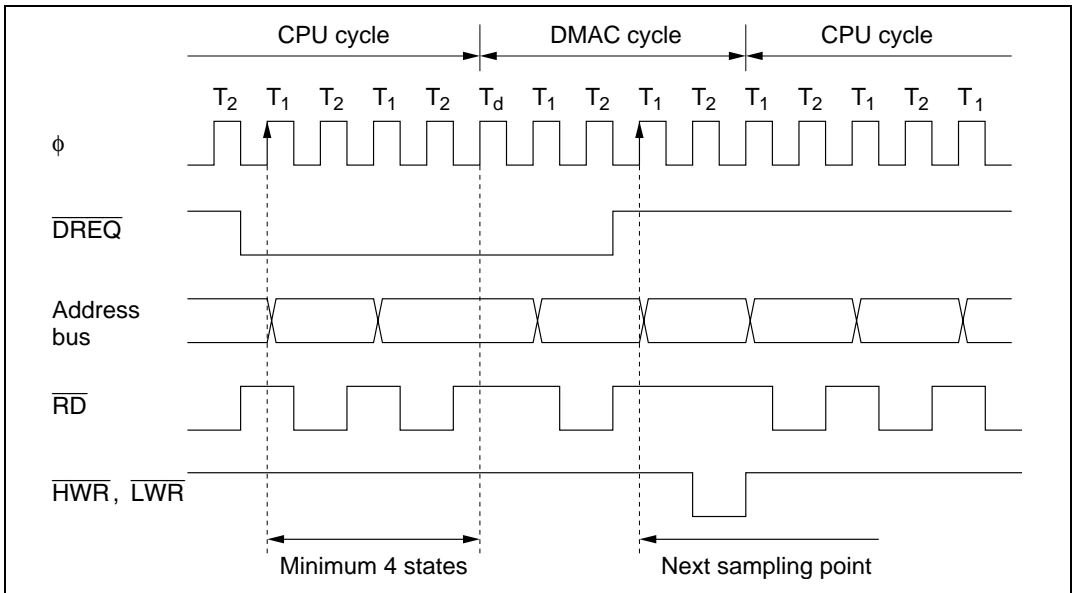 CPU cycle DMAC cycle CPU cycle
T2 T1 T2 T1 T2 Td T1 T2 T1 T2 T1 T2 T1 T2 T1
ϕ
DREQ
Address
bus
RD
HWR, LWR
Minimum 4 states Next sampling point